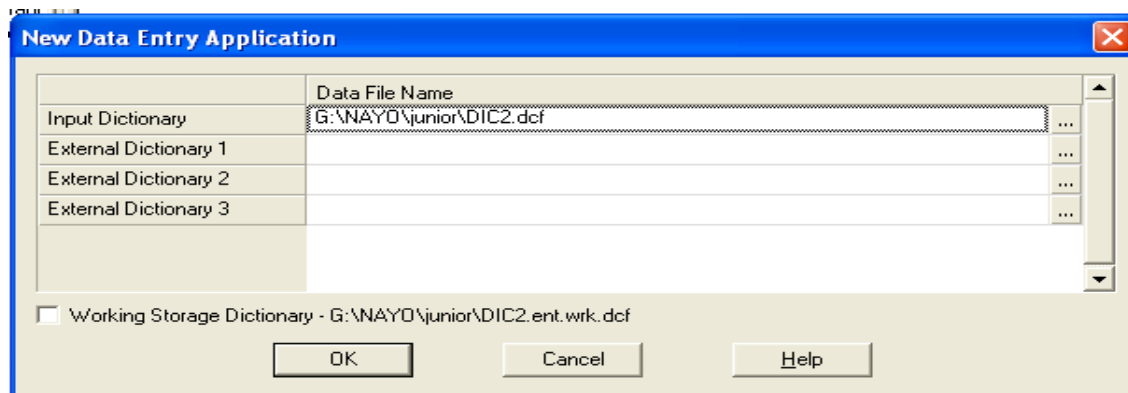 New Data Entry Application
Data File Name
Input Dictionary G:\NAYO\junior\DIC2.dcf ...
External Dictionary 1 ...
External Dictionary 2 ...
External Dictionary 3 ...
Working Storage Dictionary - G:\NAYO\junior\DIC2.ent.wrk.dcf
OK Cancel Help